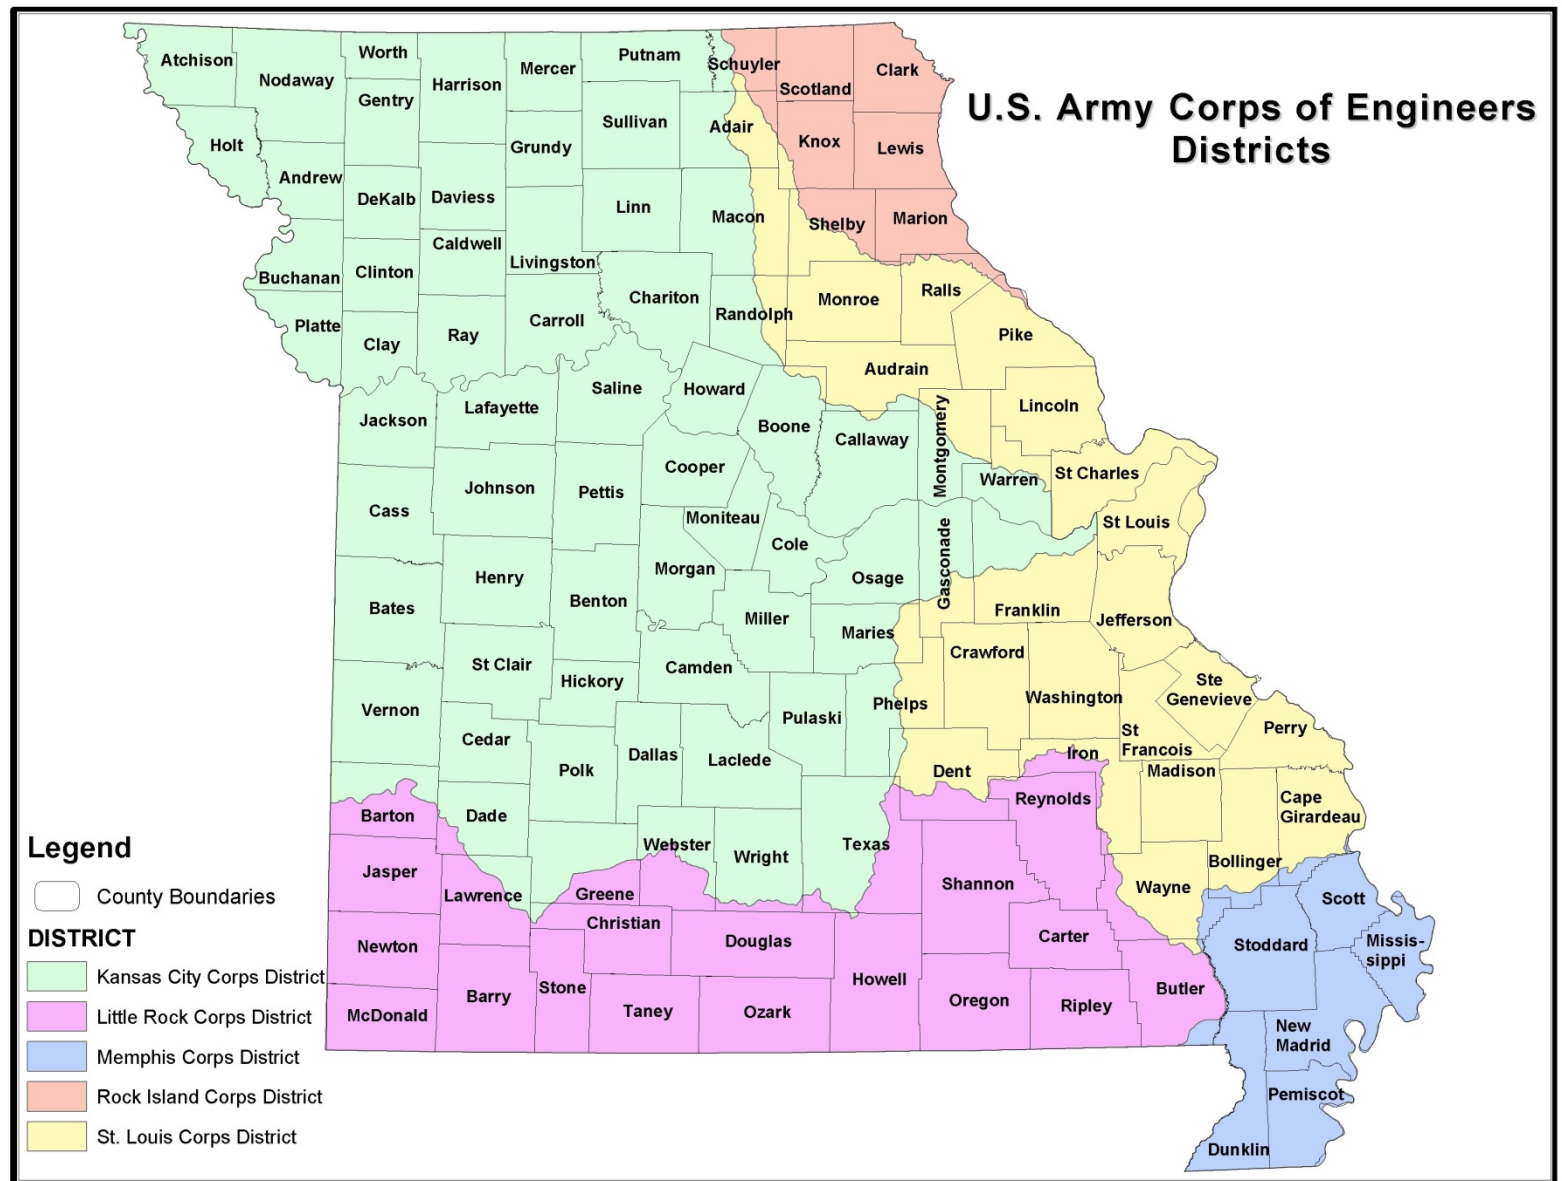 U.S. Army Corps of Engineers
Districts
Atchison
Nodaway
Worth
Harrison
Mercer
Putnam
Schuyler
Scotland
Clark
Gentry
Sullivan
Adair
Holt
Grundy
Knox
Lewis
Andrew
DeKalb
Daviess
Linn
Macon
Shelby
Marion
Buchanan
Clinton
Caldwell
Livingston
Chariton
Randolph
Monroe
Ralls
Platte
Clay
Ray
Carroll
Pike
Audrain
Saline
Howard
Jackson
Lafayette
Boone
Callaway
Montgomery
Lincoln
Cooper
Warren
St Charles
Johnson
Pettis
Cass
Moniteau
St Louis
Cole
Gasconade
Henry
Morgan
Osage
Bates
Benton
Miller
Franklin
Jefferson
Maries
Crawford
St Clair
Camden
Hickory
Ste
Genevieve
Washington
Vernon
Pulaski
Phelps
Cedar
Perry
St
Francois
Polk
Dallas
Laclede
Iron
Dent
Madison
Reynolds
Cape
Girardeau
Barton
Dade
Webster
Wright
Texas
Bollinger
Jasper
Lawrence
Greene
Shannon
Wayne
Scott
Christian
Newton
Douglas
Carter
Stoddard
Missis-
sippi
Howell
McDonald
Barry
Stone
Taney
Ozark
Oregon
Ripley
Butler
New
Madrid
Pemiscot
Dunklin
Legend
County Boundaries
DISTRICT
Kansas City Corps District
Little Rock Corps District
Memphis Corps District
Rock Island Corps District
St. Louis Corps District